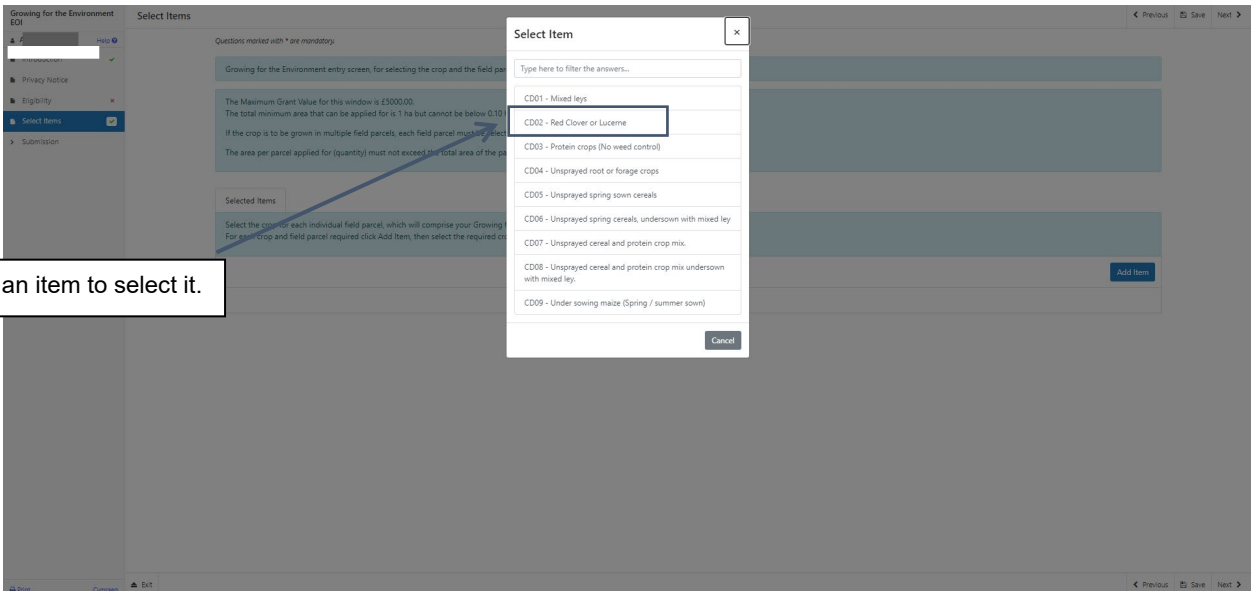 Growing for the Environment
EOI
Help
Introduction
Privacy Notice
Eligibility
Select Items
Submission
Print
Cymraeg
Select Items
Previous Save Next
Questions marked with * are mandatory.
Growing for the Environment entry screen, for selecting the crop and the field par
The Maximum Grant Value for this window is £5000.00.
The total minimum area that can be applied for is 1 ha but cannot be below 0.10
If the crop is to be grown in multiple field parcels, each field parcel must be select
The area per parcel applied for (quantity) must not exceed the total area of the pa
Selected Items
Select the crop for each individual field parcel, which will comprise your Growing
For each crop and field parcel required click Add Item, then select the required cro
Add Item
an item to select it.
Select Item
×
Type here to filter the answers...
CD01 - Mixed leys
CD02 - Red Clover or Lucerne
CD03 - Protein crops (No weed control)
CD04 - Unsprayed root or forage crops
CD05 - Unsprayed spring sown cereals
CD06 - Unsprayed spring cereals, undersown with mixed ley
CD07 - Unsprayed cereal and protein crop mix.
CD08 - Unsprayed cereal and protein crop mix undersown
with mixed ley.
CD09 - Under sowing maize (Spring / summer sown)
Cancel
Exit
Previous Save Next